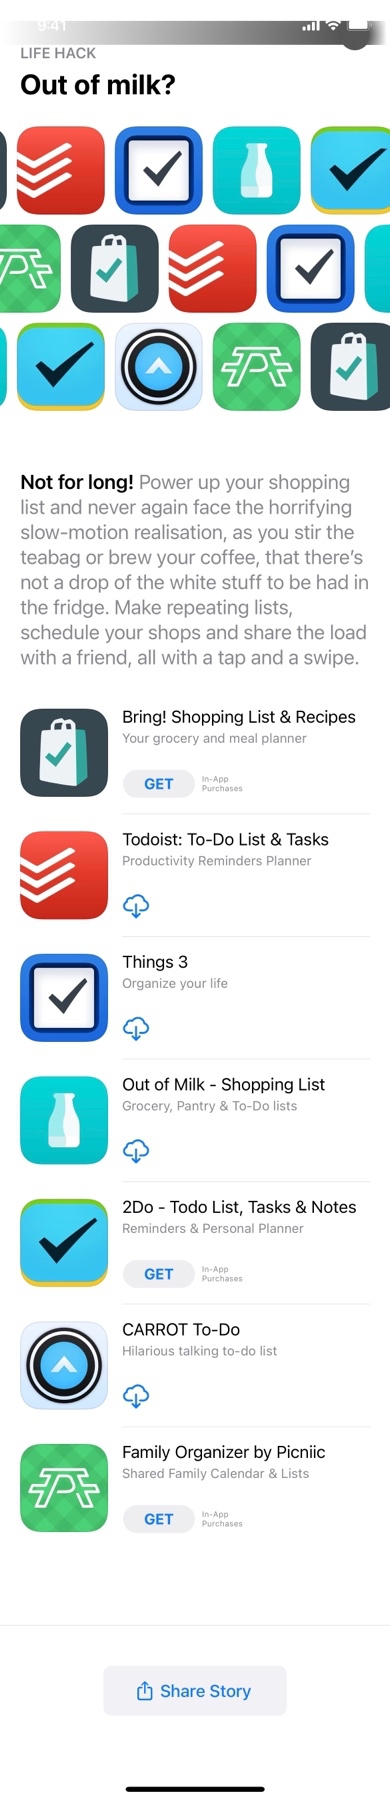 9:41
LIFE HACK
Out of milk?
Not for long! Power up your shopping
list and never again face the horrifying
slow-motion realisation, as you stir the
teabag or brew your coffee, that there's
not a drop of the white stuff to be had in
the fridge. Make repeating lists,
schedule your shops and share the load
with a friend, all with a tap and a swipe.
Bring! Shopping List & Recipes
Your grocery and meal planner
GET
In-App
Purchases
Todoist: To-Do List & Tasks
Productivity Reminders Planner
Things 3
Organize your life
Out of Milk - Shopping List
Grocery, Pantry & To-Do lists
2Do - Todo List, Tasks & Notes
Reminders & Personal Planner
GET
In-App
Purchases
CARROT To-Do
Hilarious talking to-do list
Family Organizer by Picniic
Shared Family Calendar & Lists
GET
In-App
Purchases
Share Story